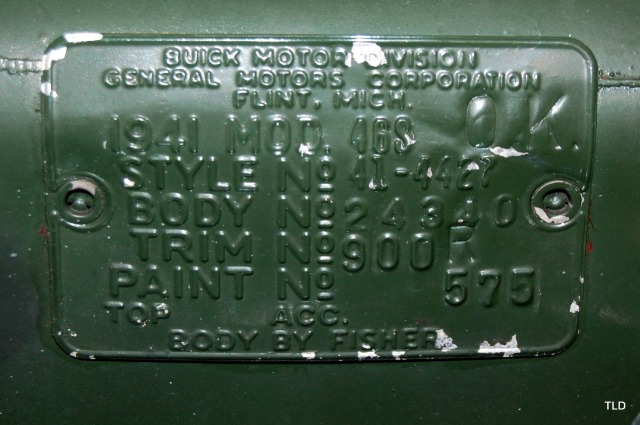 BUICK MOTOR DIVISION
GENERAL MOTORS CORPORATION
FLINT, MICH.
1941 MOD. 46S O.K.
STYLE No 41-4427
BODY No 24340
TRIM No 900R
PAINT No 575
TOP ACC.
BODY BY FISHER
TLD